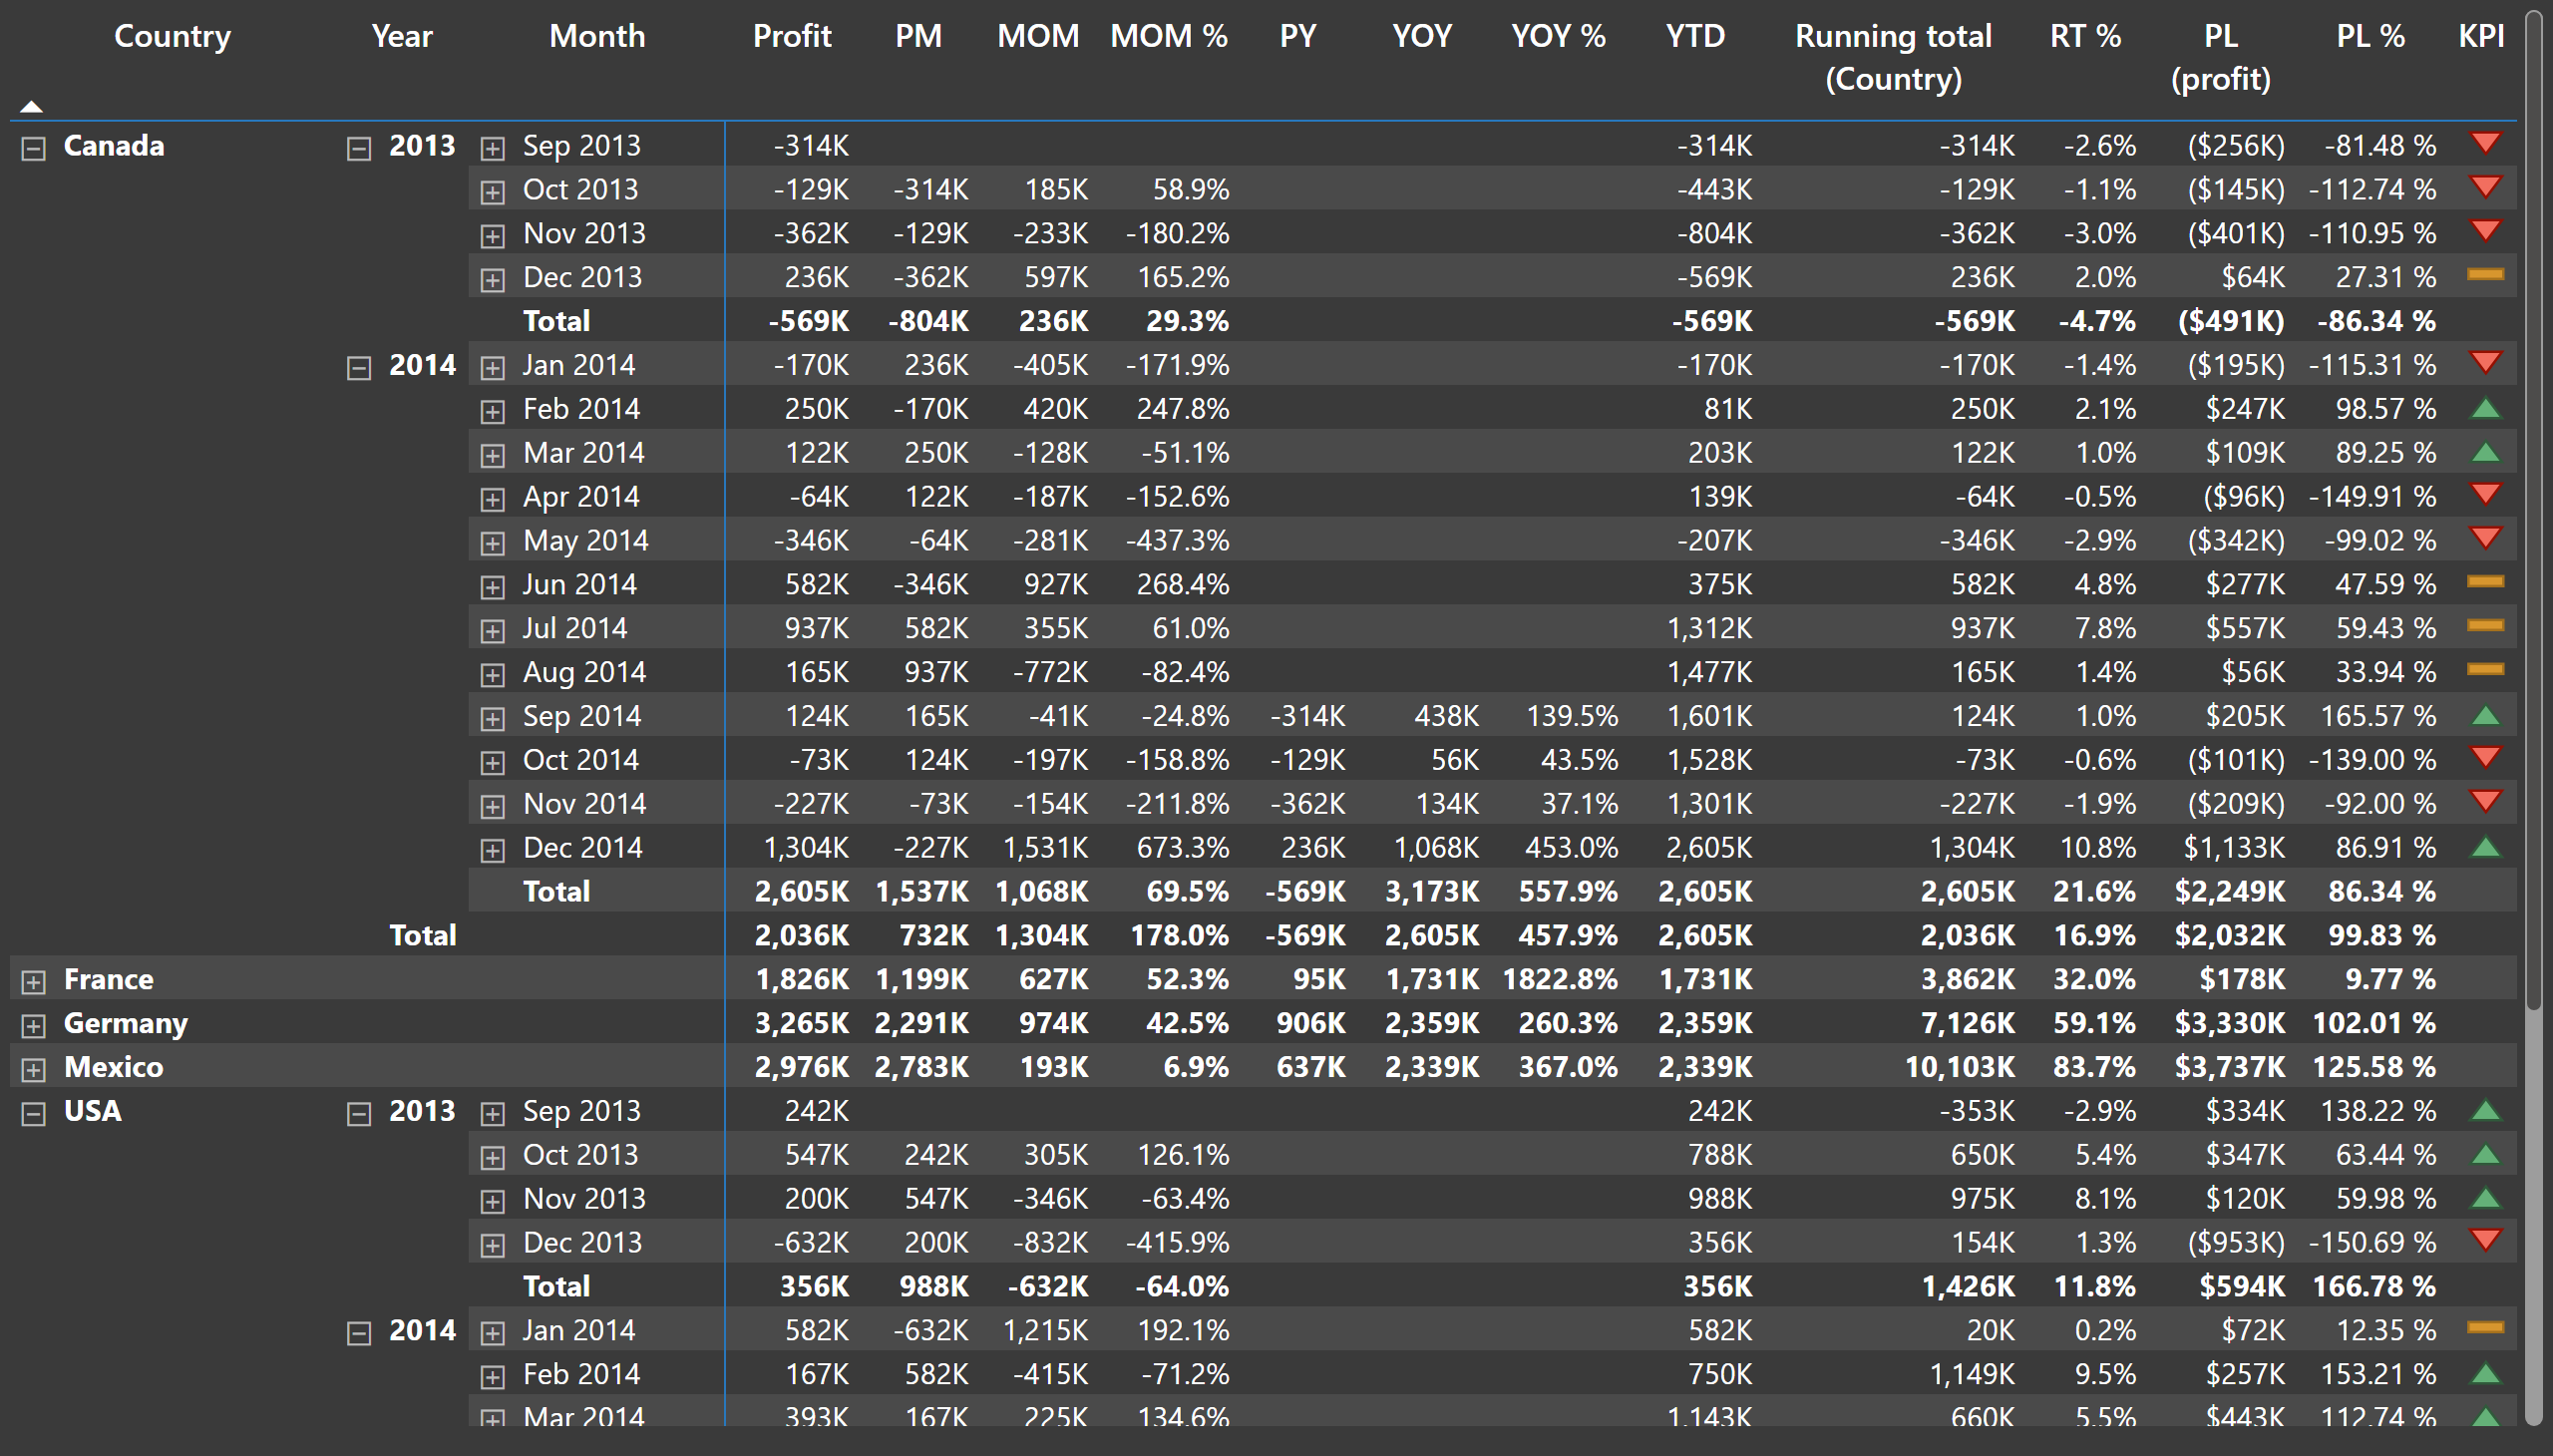 Country Year Month Profit PM MOM MOM % PY YOY YOY % YTD Running total (Country) RT % PL (profit) PL % KPI
Canada 2013 Sep 2013 -314K -314K -314K -2.6% ($256K) -81.48 %
Oct 2013 -129K -314K 185K 58.9% -443K -129K -1.1% ($145K) -112.74 %
Nov 2013 -362K -129K -233K -180.2% -804K -362K -3.0% ($401K) -110.95 %
Dec 2013 236K -362K 597K 165.2% -569K 236K 2.0% $64K 27.31 %
Total -569K -804K 236K 29.3% -569K -569K -4.7% ($491K) -86.34 %
2014 Jan 2014 -170K 236K -405K -171.9% -170K -170K -1.4% ($195K) -115.31 %
Feb 2014 250K -170K 420K 247.8% 81K 250K 2.1% $247K 98.57 %
Mar 2014 122K 250K -128K -51.1% 203K 122K 1.0% $109K 89.25 %
Apr 2014 -64K 122K -187K -152.6% 139K -64K -0.5% ($96K) -149.91 %
May 2014 -346K -64K -281K -437.3% -207K -346K -2.9% ($342K) -99.02 %
Jun 2014 582K -346K 927K 268.4% 375K 582K 4.8% $277K 47.59 %
Jul 2014 937K 582K 355K 61.0% 1,312K 937K 7.8% $557K 59.43 %
Aug 2014 165K 937K -772K -82.4% 1,477K 165K 1.4% $56K 33.94 %
Sep 2014 124K 165K -41K -24.8% -314K 438K 139.5% 1,601K 124K 1.0% $205K 165.57 %
Oct 2014 -73K 124K -197K -158.8% -129K 56K 43.5% 1,528K -73K -0.6% ($101K) -139.00 %
Nov 2014 -227K -73K -154K -211.8% -362K 134K 37.1% 1,301K -227K -1.9% ($209K) -92.00 %
Dec 2014 1,304K -227K 1,531K 673.3% 236K 1,068K 453.0% 2,605K 1,304K 10.8% $1,133K 86.91 %
Total 2,605K 1,537K 1,068K 69.5% -569K 3,173K 557.9% 2,605K 2,605K 21.6% $2,249K 86.34 %
Total 2,036K 732K 1,304K 178.0% -569K 2,605K 457.9% 2,605K 2,036K 16.9% $2,032K 99.83 %
France 1,826K 1,199K 627K 52.3% 95K 1,731K 1822.8% 1,731K 3,862K 32.0% $178K 9.77 %
Germany 3,265K 2,291K 974K 42.5% 906K 2,359K 260.3% 2,359K 7,126K 59.1% $3,330K 102.01 %
Mexico 2,976K 2,783K 193K 6.9% 637K 2,339K 367.0% 2,339K 10,103K 83.7% $3,737K 125.58 %
USA 2013 Sep 2013 242K 242K -353K -2.9% $334K 138.22 %
Oct 2013 547K 242K 305K 126.1% 788K 650K 5.4% $347K 63.44 %
Nov 2013 200K 547K -346K -63.4% 988K 975K 8.1% $120K 59.98 %
Dec 2013 -632K 200K -832K -415.9% 356K 154K 1.3% ($953K) -150.69 %
Total 356K 988K -632K -64.0% 356K 1,426K 11.8% $594K 166.78 %
2014 Jan 2014 582K -632K 1,215K 192.1% 582K 20K 0.2% $72K 12.35 %
Feb 2014 167K 582K -415K -71.2% 750K 1,149K 9.5% $257K 153.21 %
Mar 2014 393K 167K 225K 134.6% 1,143K 660K 5.5% $443K 112.74 %